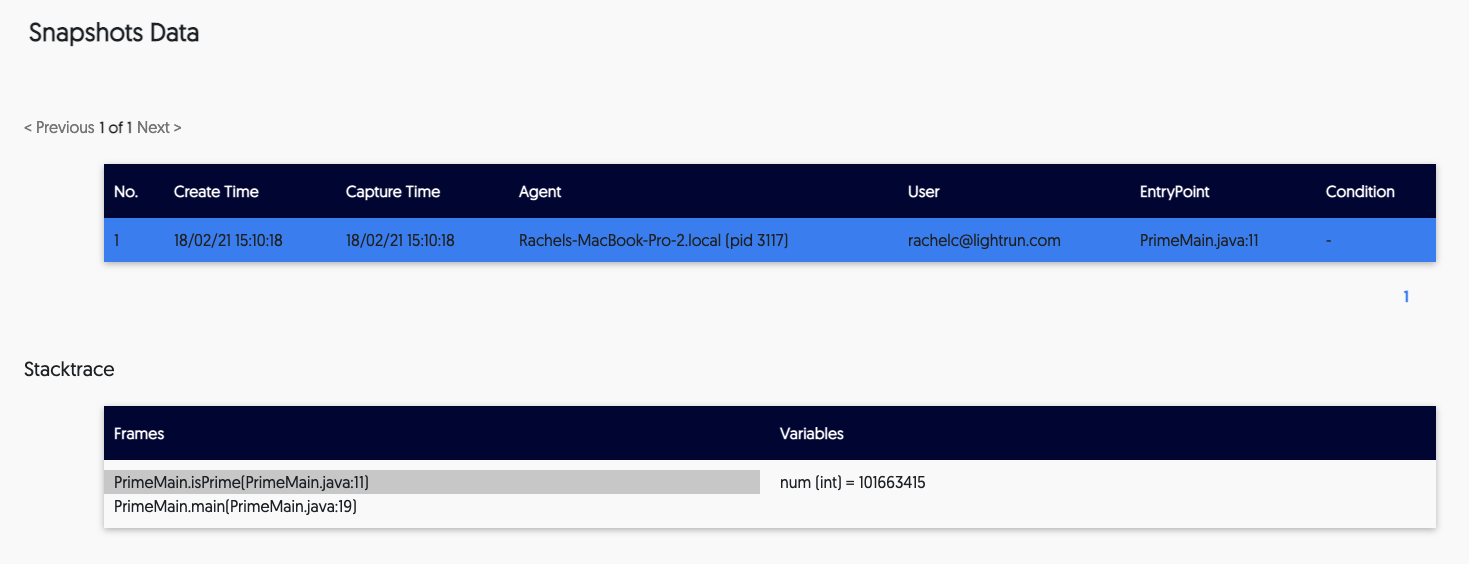 Snapshots Data
< Previous 1 of 1 Next >
No. Create Time Capture Time Agent User EntryPoint Condition
1 18/02/21 15:10:18 18/02/21 15:10:18 Rachels-MacBook-Pro-2.local (pid 3117) rachelc@lightrun.com PrimeMain.java:11 -
1
Stacktrace
Frames Variables
PrimeMain.isPrime(PrimeMain.java:11) num (int) = 101663415
PrimeMain.main(PrimeMain.java:19)